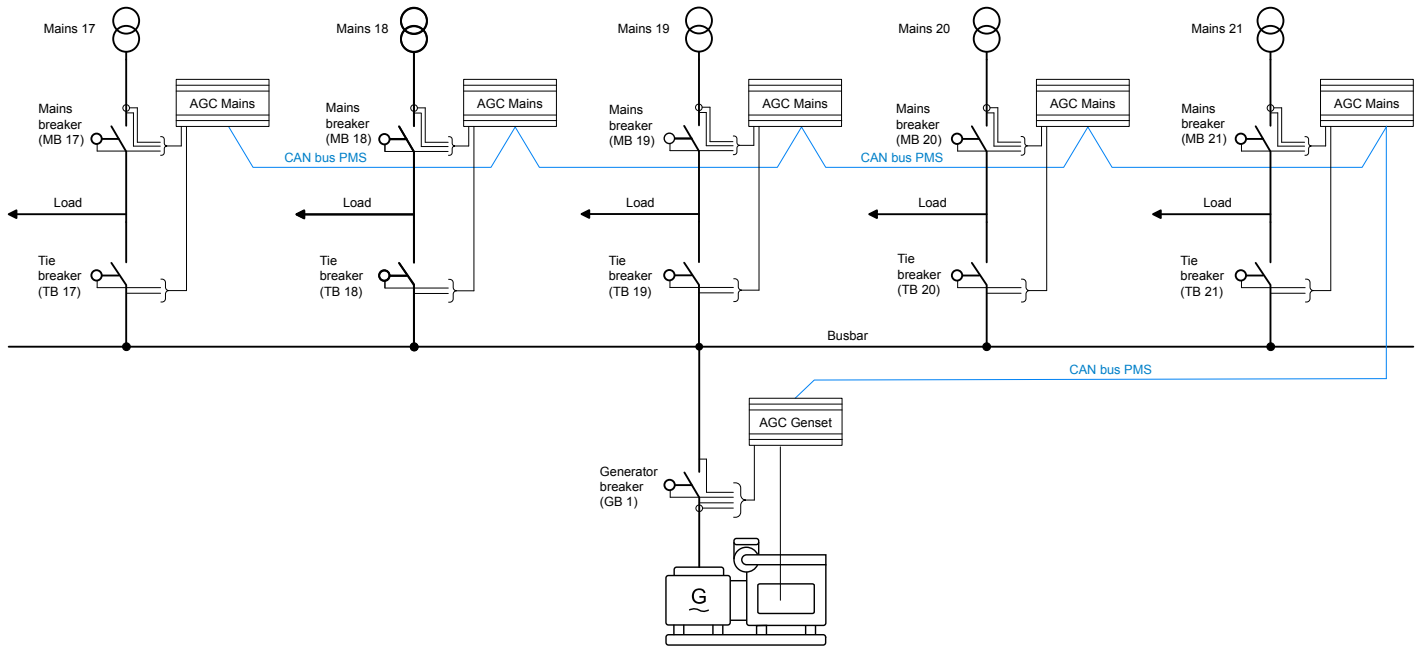 Mains 17
Mains 18
Mains 19
Mains 20
Mains 21
AGC Mains
AGC Mains
AGC Mains
AGC Mains
AGC Mains
Mains
breaker
(MB 17)
Mains
breaker
(MB 18)
Mains
breaker
(MB 19)
Mains
breaker
(MB 20)
Mains
breaker
(MB 21)
CAN bus PMS
CAN bus PMS
Load
Load
Load
Load
Load
Tie
breaker
(TB 17)
Tie
breaker
(TB 18)
Tie
breaker
(TB 19)
Tie
breaker
(TB 20)
Tie
breaker
(TB 21)
Busbar
CAN bus PMS
AGC Genset
Generator
breaker
(GB 1)
G